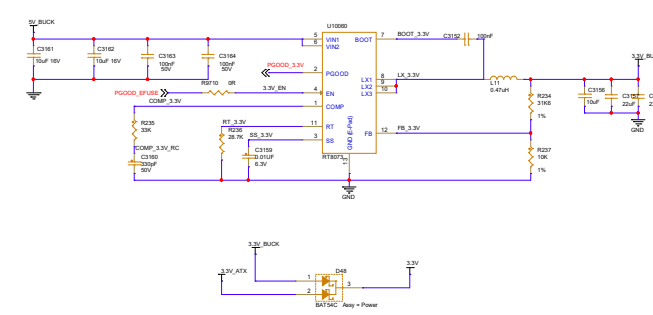 5V_BUCK
U10060
5 VIN1 BOOT 7 BOOT_3.3V C3152 100nF
6 VIN2
C3161 10uF 16V
C3162 10uF 16V
C3163 100nF 50V
C3164 100nF 50V
3.3V_BU
PGOOD_3.3V 2 PGOOD
LX1 8 LX_3.3V
LX2 9
LX3 10
L11 0.47uH
R9710 0R
PGOOD_EFUSE 3.3V_EN 4 EN
COMP_3.3V 1 COMP
R234 31K6 1%
C3156 10uF
22uF
GND
R235 33K
RT_3.3V 11 RT
R236 28.7K
SS_3.3V 3 SS
FB 12 FB_3.3V
GND (E-Pad)
13
RT8073
COMP_3.3V_RC
C3160 330pF 50V
C3159 0.01UF 6.3V
R237 10K 1%
GND
3.3V_BUCK
3.3V_ATX
D48
1
2
3
3.3V
BAT54C Assy = Power